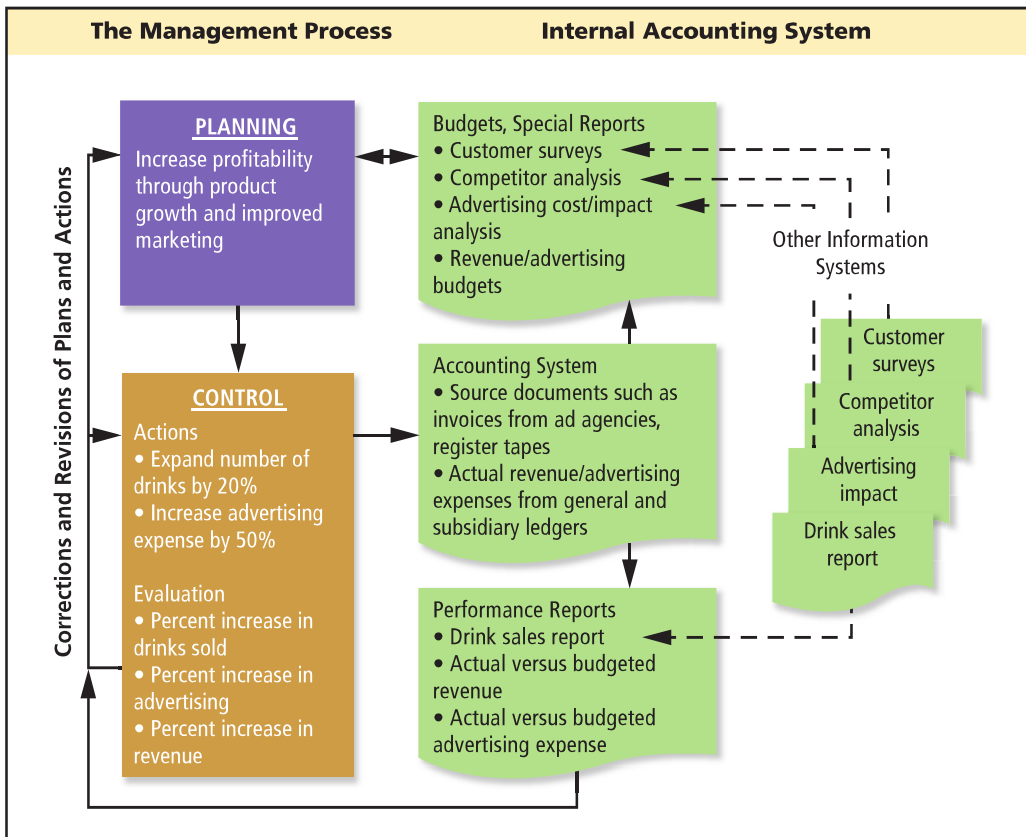 The Management Process
Internal Accounting System
Corrections and Revisions of Plans and Actions
PLANNING
Increase profitability
through product
growth and improved
marketing
CONTROL
Actions
• Expand number of
drinks by 20%
• Increase advertising
expense by 50%
Evaluation
• Percent increase in
drinks sold
• Percent increase in
advertising
• Percent increase in
revenue
Budgets, Special Reports
• Customer surveys
• Competitor analysis
• Advertising cost/impact
analysis
• Revenue/advertising
budgets
Accounting System
• Source documents such as
invoices from ad agencies,
register tapes
• Actual revenue/advertising
expenses from general and
subsidiary ledgers
Performance Reports
• Drink sales report
• Actual versus budgeted
revenue
• Actual versus budgeted
advertising expense
Other Information
Systems
Customer
surveys
Competitor
analysis
Advertising
impact
Drink sales
report